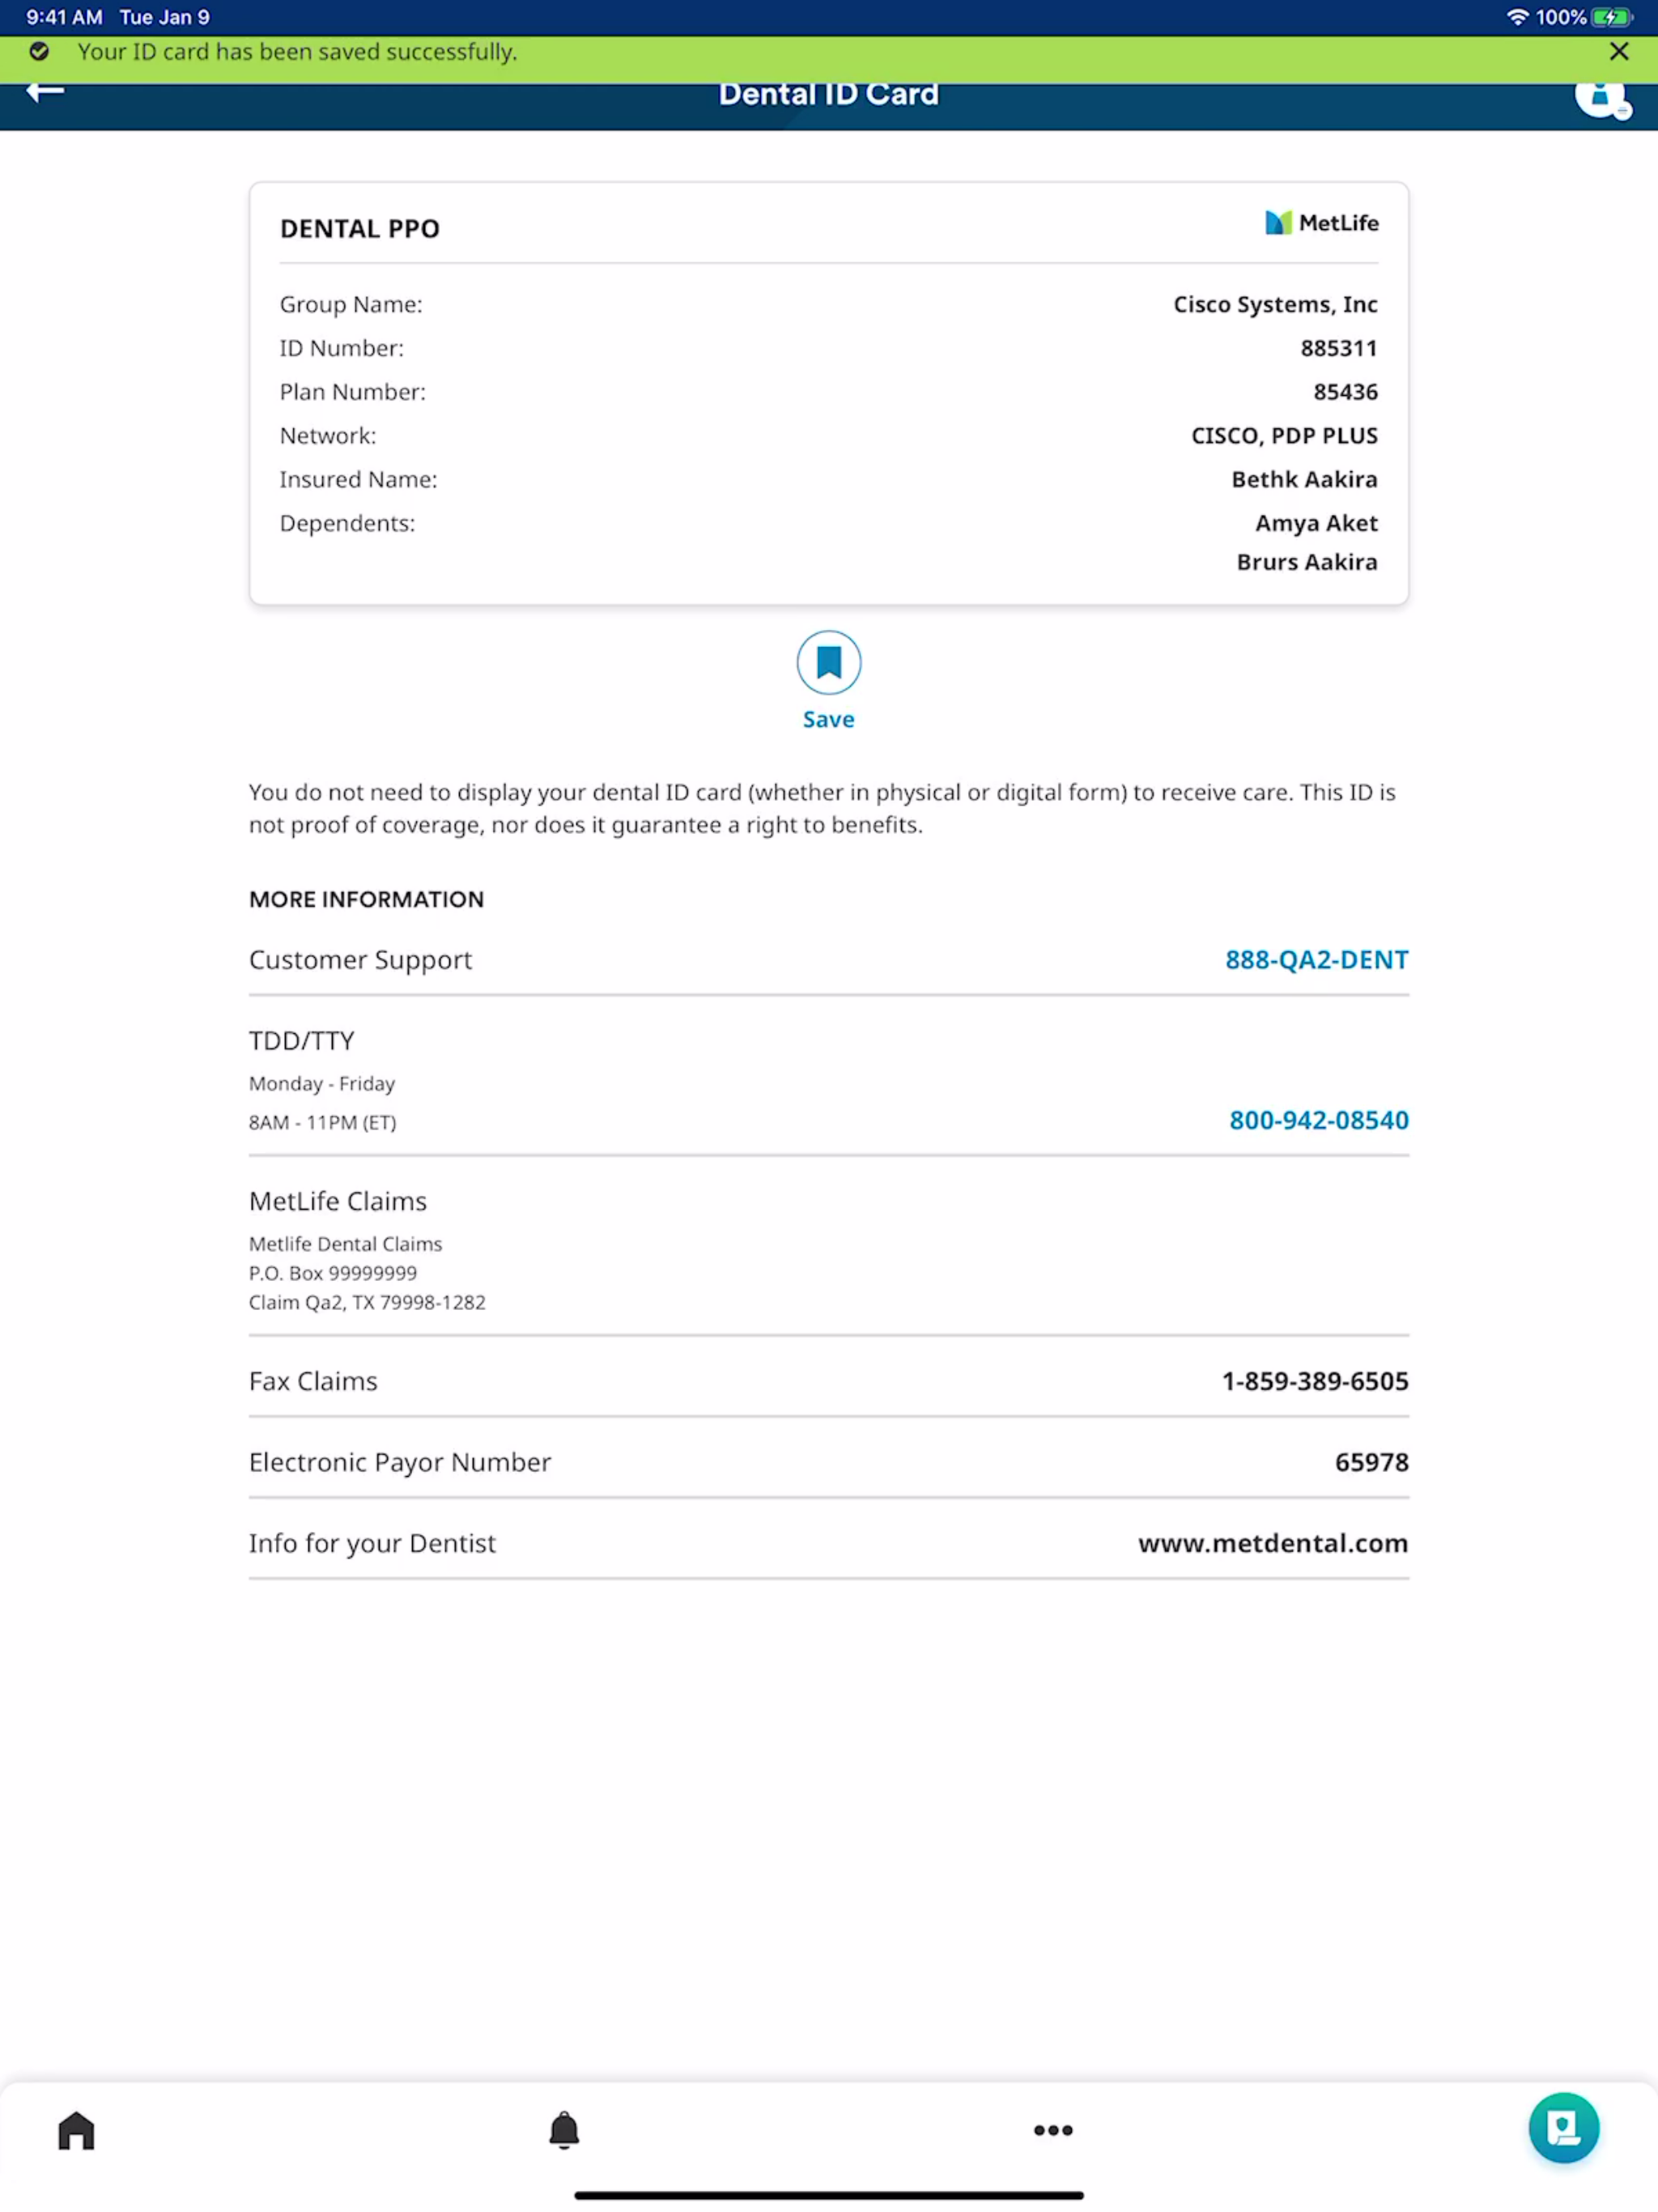 9:41 AM Tue Jan 9 100%
Your ID card has been saved successfully.
Dental ID Card
DENTAL PPO MetLife
Group Name: Cisco Systems, Inc
ID Number: 885311
Plan Number: 85436
Network: CISCO, PDP PLUS
Insured Name: Bethk Aakira
Dependents: Amya Aket
Brurs Aakira
Save
You do not need to display your dental ID card (whether in physical or digital form) to receive care. This ID is
not proof of coverage, nor does it guarantee a right to benefits.
MORE INFORMATION
Customer Support 888-QA2-DENT
TDD/TTY
Monday - Friday
8AM - 11PM (ET) 800-942-08540
MetLife Claims
Metlife Dental Claims
P.O. Box 99999999
Claim Qa2, TX 79998-1282
Fax Claims 1-859-389-6505
Electronic Payor Number 65978
Info for your Dentist www.metdental.com